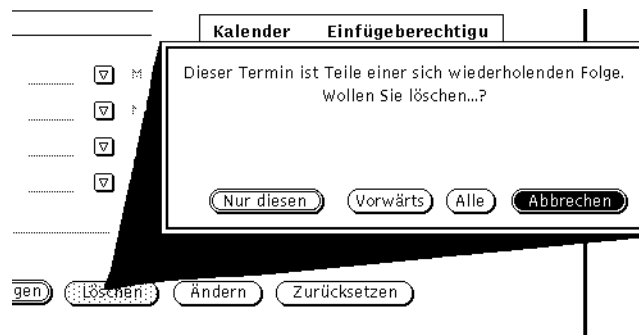 Kalender Einfügeberechtigu
Dieser Termin ist Teile einer sich wiederholenden Folge.
Wollen Sie löschen...?
Nur diesen Vorwärts Alle Abbrechen
gen Löschen Ändern Zurücksetzen